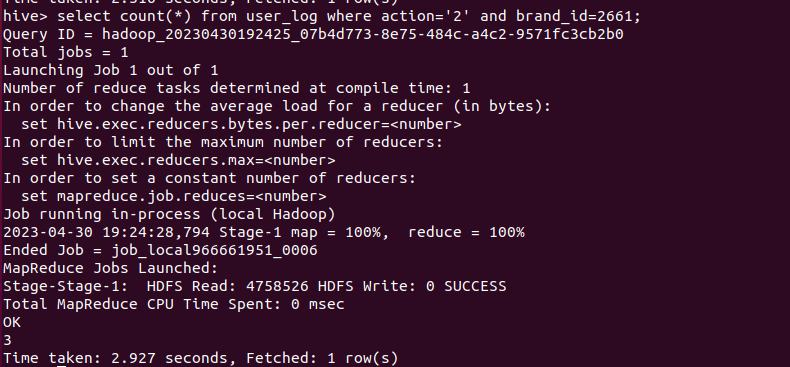 Time taken: 2.510 seconds, Fetched: 1 row(s)
hive> select count(*) from user_log where action='2' and brand_id=2661;
Query ID = hadoop_20230430192425_07b4d773-8e75-484c-a4c2-9571fc3cb2b0
Total jobs = 1
Launching Job 1 out of 1
Number of reduce tasks determined at compile time: 1
In order to change the average load for a reducer (in bytes):
  set hive.exec.reducers.bytes.per.reducer=<number>
In order to limit the maximum number of reducers:
  set hive.exec.reducers.max=<number>
In order to set a constant number of reducers:
  set mapreduce.job.reduces=<number>
Job running in-process (local Hadoop)
2023-04-30 19:24:28,794 Stage-1 map = 100%,  reduce = 100%
Ended Job = job_local966661951_0006
MapReduce Jobs Launched:
Stage-Stage-1:  HDFS Read: 4758526 HDFS Write: 0 SUCCESS
Total MapReduce CPU Time Spent: 0 msec
OK
3
Time taken: 2.927 seconds, Fetched: 1 row(s)